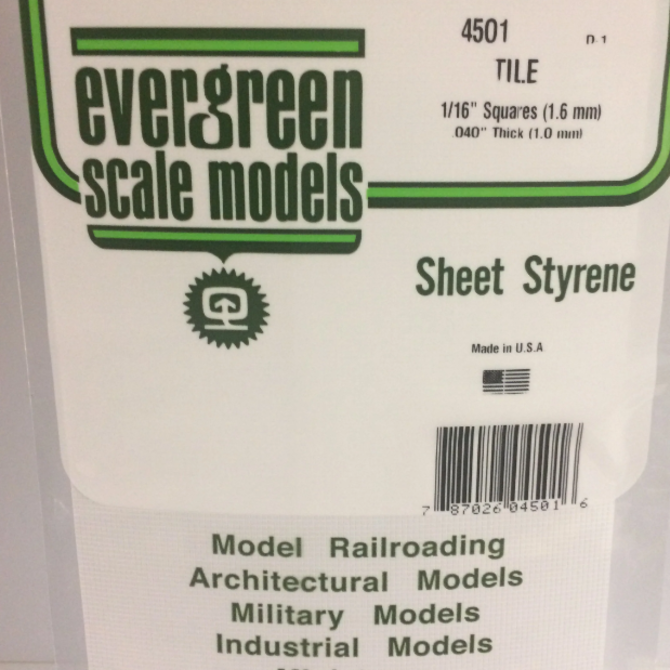 4501
D-1
TILE
1/16" Squares (1.6 mm)
.040" Thick (1.0 mm)
evergreen
scale models
Sheet Styrene
Made in U.S.A
7 87026 04501 6
Model Railroading
Architectural Models
Military Models
Industrial Models